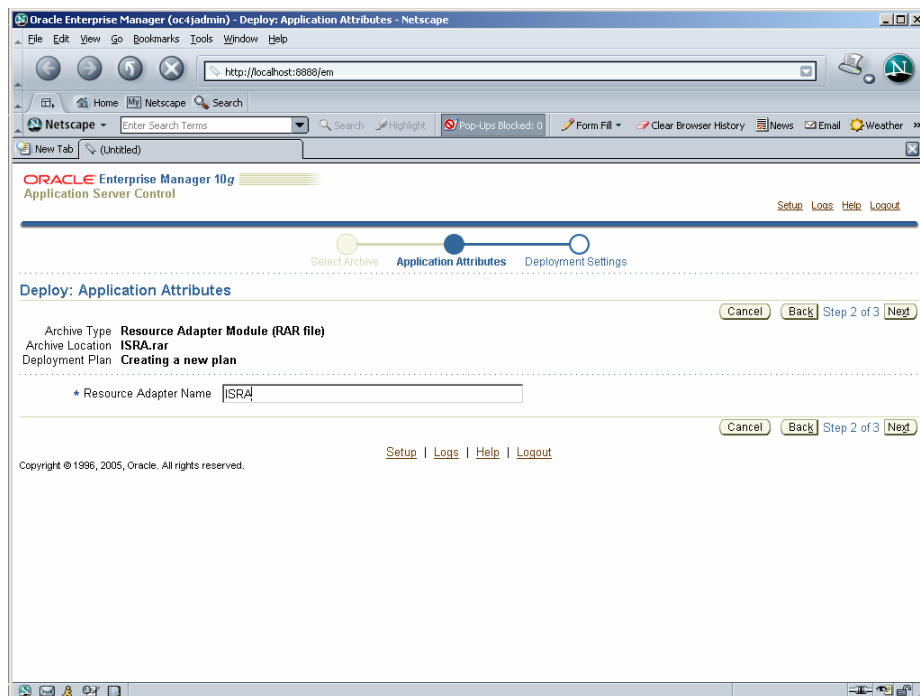 Oracle Enterprise Manager (oc4jadmin) - Deploy: Application Attributes - Netscape
File Edit View Go Bookmarks Tools Window Help
http://localhost:8888/em
Home My Netscape Search
Netscape Enter Search Terms Search Highlight Pop-Ups Blocked: 0 Form Fill Clear Browser History News Email Weather »
New Tab (Untitled)
ORACLE Enterprise Manager 10g
Application Server Control
Setup Logs Help Logout
Select Archive Application Attributes Deployment Settings
Deploy: Application Attributes
Cancel Back Step 2 of 3 Next
Archive Type Resource Adapter Module (RAR file)
Archive Location ISRA.rar
Deployment Plan Creating a new plan
* Resource Adapter Name ISRA
Cancel Back Step 2 of 3 Next
Setup | Logs | Help | Logout
Copyright © 1996, 2005, Oracle. All rights reserved.